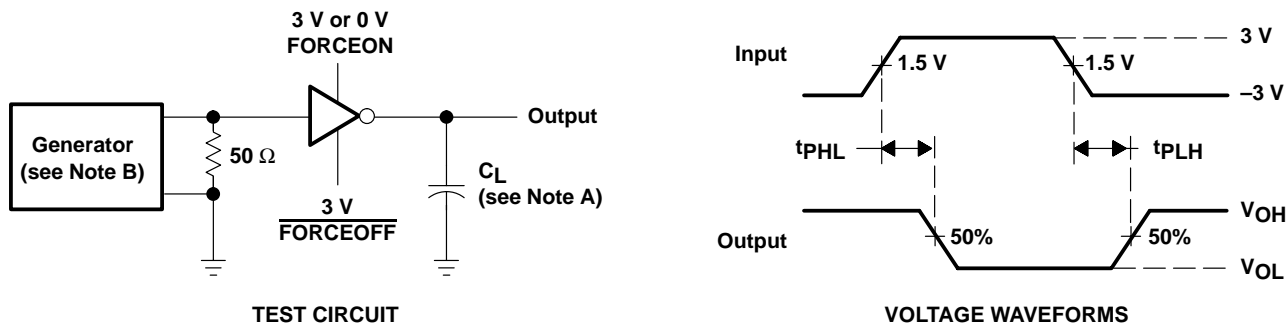 3 V or 0 V
FORCEON
Generator
(see Note B)
50 Ω
Output
CL
(see Note A)
3 V
FORCEOFF
TEST CIRCUIT
Input
3 V
1.5 V
1.5 V
–3 V
tPHL
tPLH
Output
VOH
50%
50%
VOL
VOLTAGE WAVEFORMS